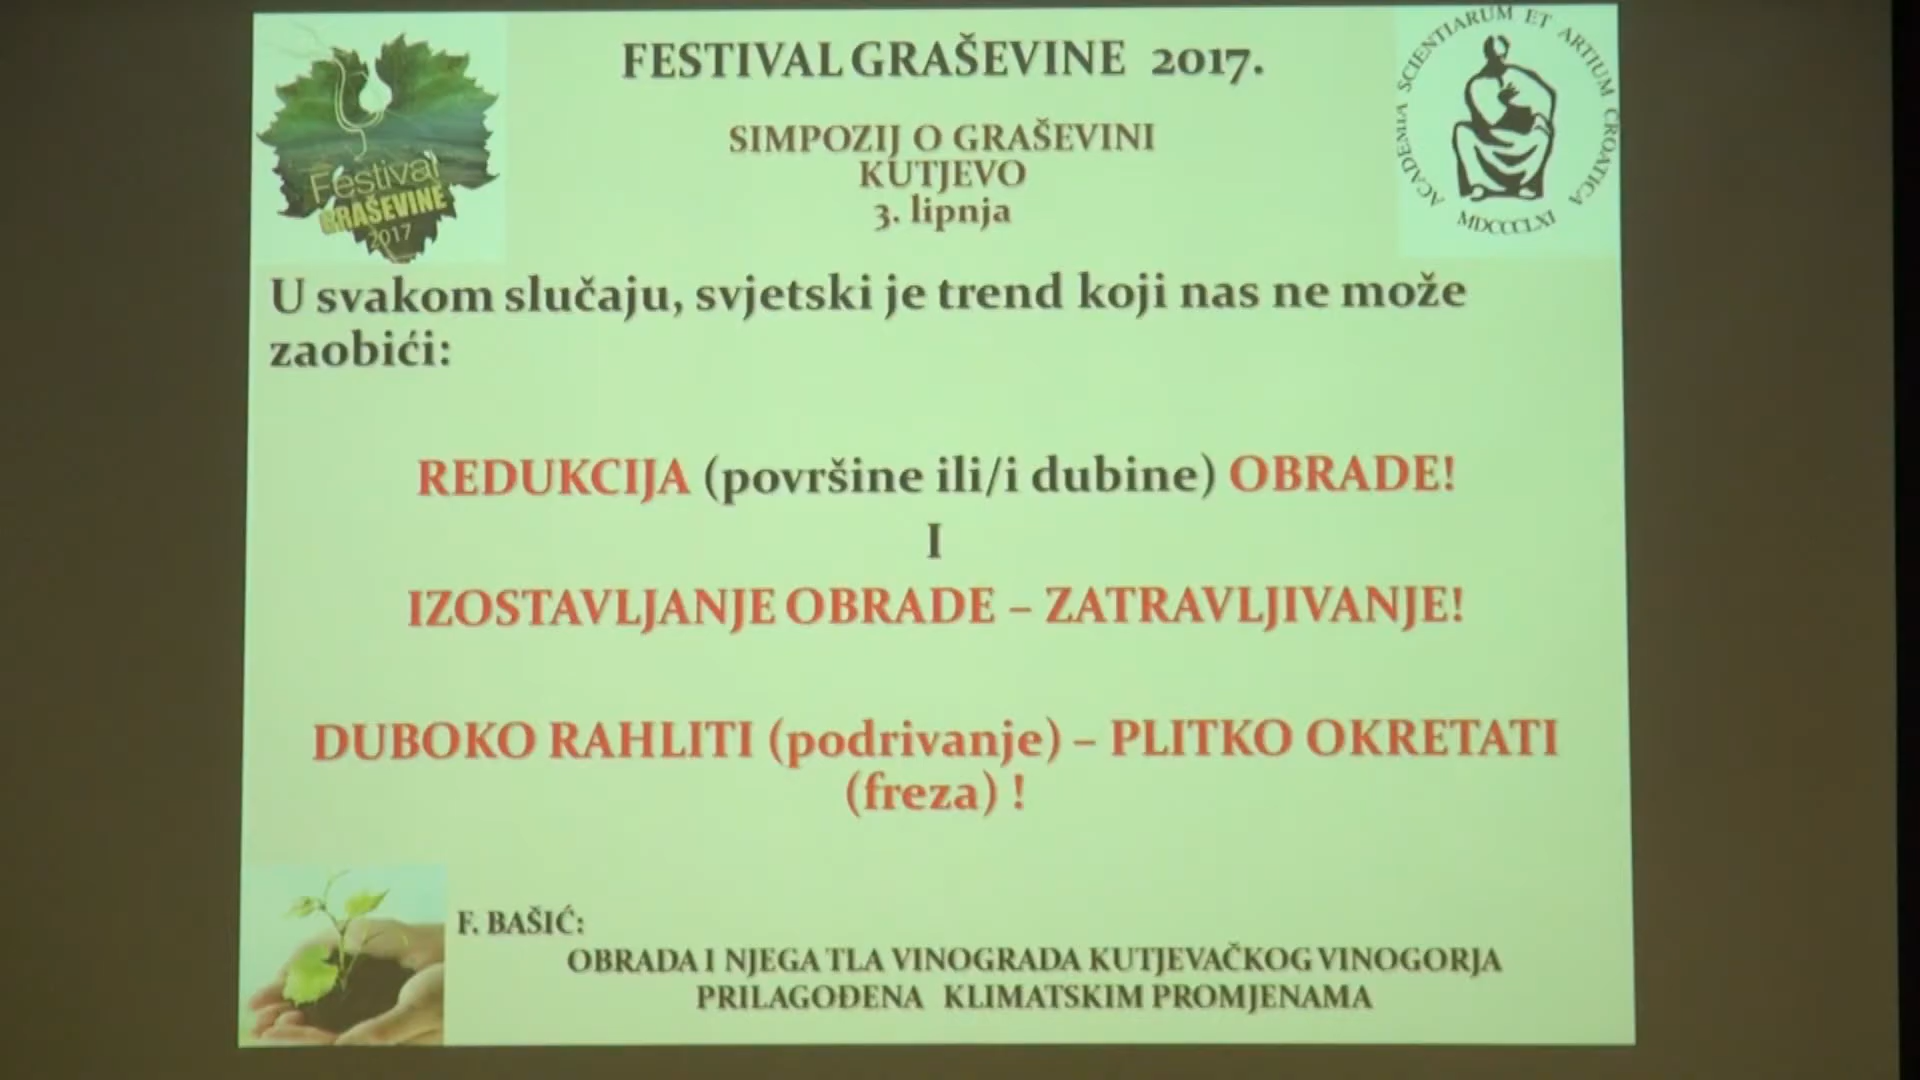 FESTIVAL GRAŠEVINE 2017.
SIMPOZIJ O GRAŠEVINI
KUTJEVO
3. lipnja
Festival
GRAŠEVINE
2017
ACADEMIA SCIENTIARUM ET ARTIUM CROATICA
MDCCCLXI
U svakom slučaju, svjetski je trend koji nas ne može
zaobići:
REDUKCIJA (površine ili/i dubine) OBRADE!
I
IZOSTAVLJANJE OBRADE – ZATRAVLJIVANJE!
DUBOKO RAHLITI (podrivanje) – PLITKO OKRETATI
(freza) !
F. BAŠIĆ:
OBRADA I NJEGA TLA VINOGRADA KUTJEVAČKOG VINOGORJA
PRILAGOĐENA KLIMATSKIM PROMJENAMA